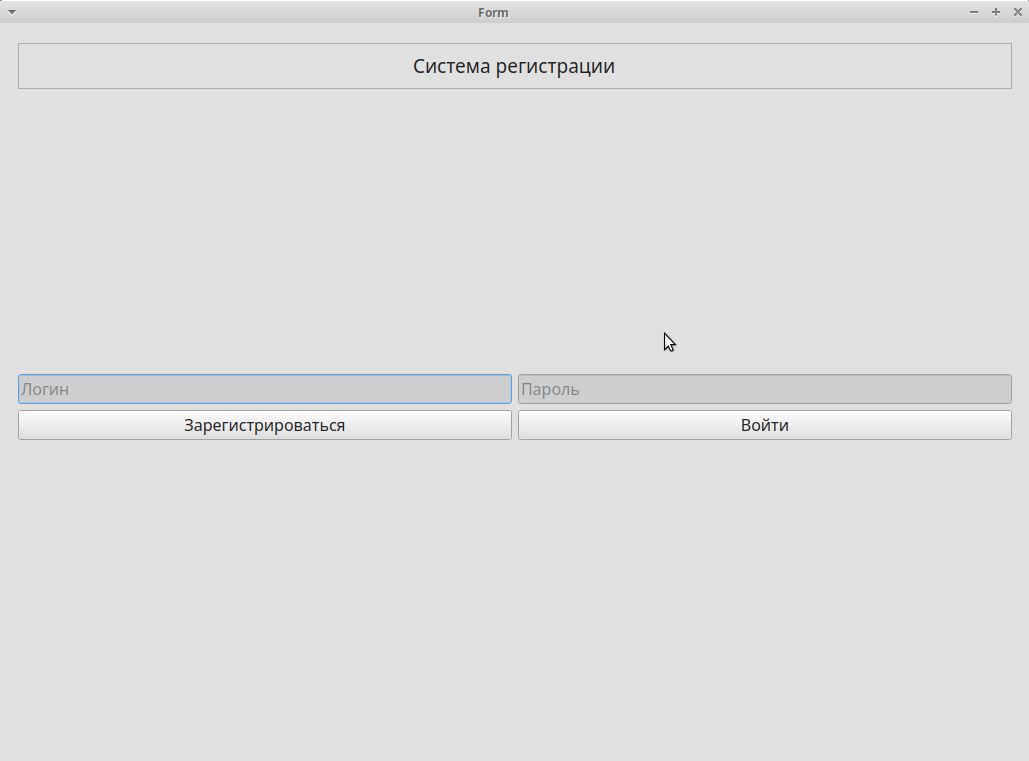 Form
Система регистрации
Логин
Пароль
Зарегистрироваться
Войти